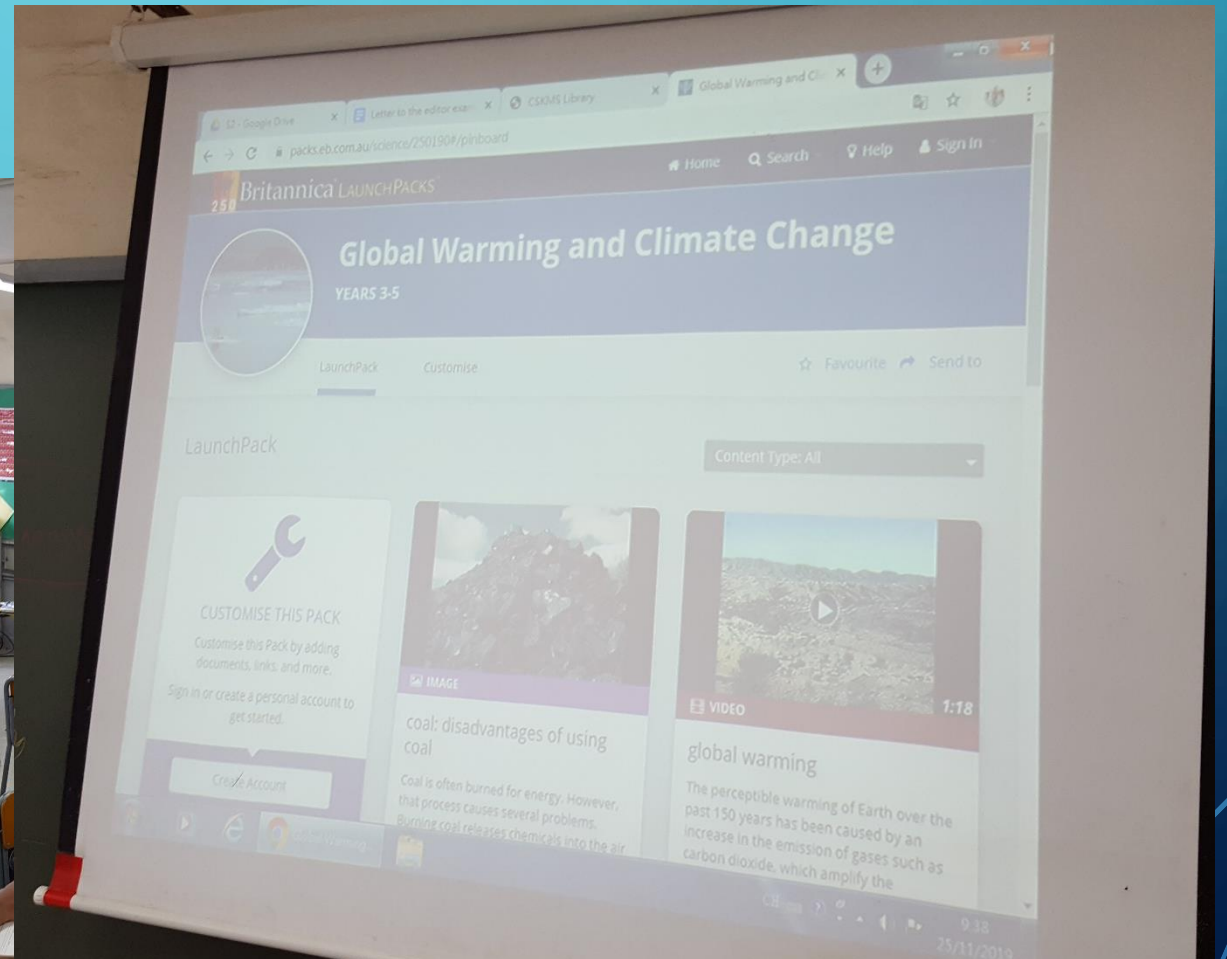 S2 - Google Drive
Letter to the editor exa
CSKMS Library
Global Warming and Cli
packs.eb.com.au/science/250190#/pinboard
250 Britannica LAUNCHPACKS
Home Search Help Sign In
Global Warming and Climate Change
YEARS 3-5
LaunchPack Customise
Favourite Send to
LaunchPack
Content Type: All
CUSTOMISE THIS PACK
Customise this Pack by adding
documents, links, and more.
Sign in or create a personal account to
get started.
Create Account
IMAGE
coal: disadvantages of using
coal
Coal is often burned for energy. However,
that process causes several problems.
Burning coal releases chemicals into the air
VIDEO
1:18
global warming
The perceptible warming of Earth over the
past 150 years has been caused by an
increase in the emission of gases such as
carbon dioxide, which amplify the
Global Warming
CH
9:38
25/11/2019